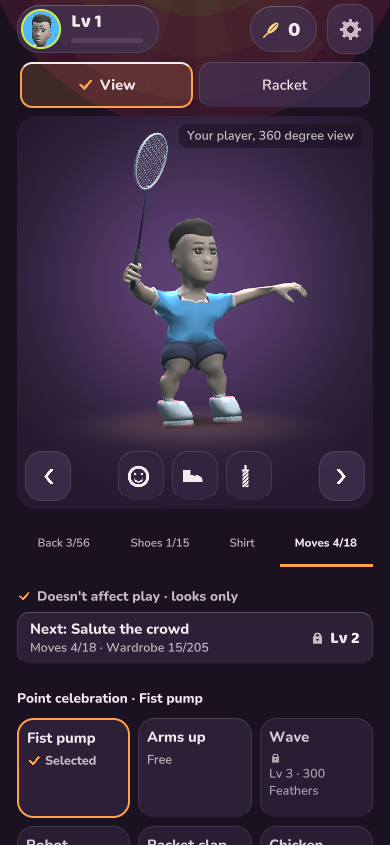 Lv 1
0
View
Racket
Your player, 360 degree view
Back 3/56
Shoes 1/15
Shirt
Moves 4/18
Doesn't affect play · looks only
Next: Salute the crowd
Moves 4/18 · Wardrobe 15/205
Lv 2
Point celebration · Fist pump
Fist pump
Selected
Arms up
Free
Wave
Lv 3 · 300
Feathers
Robot
Racket clap
Chicken